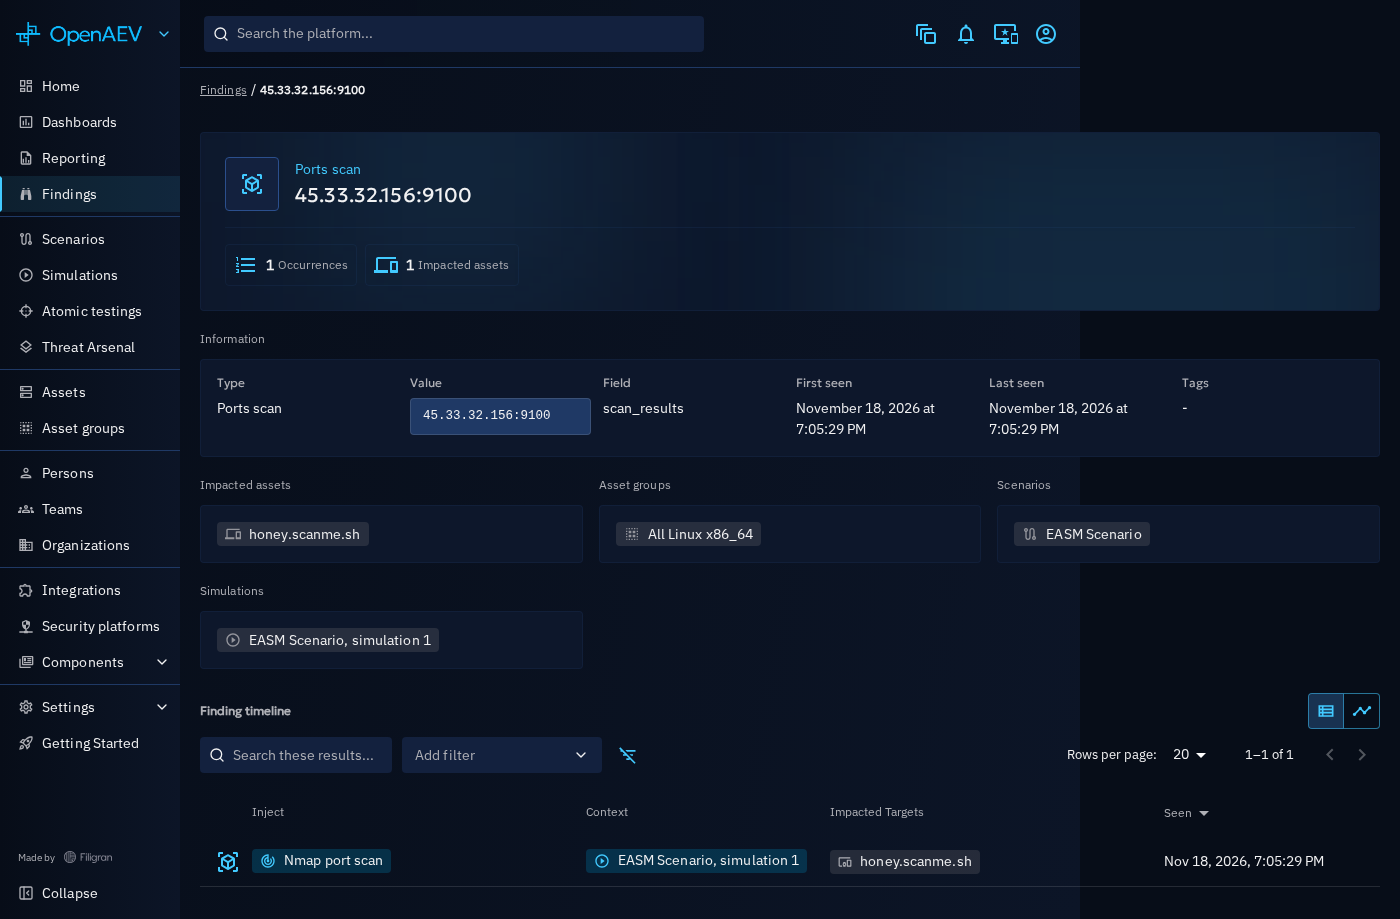 OpenAEV
Search the platform...
Home
Dashboards
Reporting
Findings
Scenarios
Simulations
Atomic testings
Threat Arsenal
Assets
Asset groups
Persons
Teams
Organizations
Integrations
Security platforms
Components
Settings
Getting Started
Made by Filigran
Collapse
Findings / 45.33.32.156:9100
Ports scan
45.33.32.156:9100
1 Occurrences
1 Impacted assets
Information
Type
Value
Field
First seen
Last seen
Tags
Ports scan
45.33.32.156:9100
scan_results
November 18, 2026 at
7:05:29 PM
November 18, 2026 at
7:05:29 PM
-
Impacted assets
Asset groups
Scenarios
honey.scanme.sh
All Linux x86_64
EASM Scenario
Simulations
EASM Scenario, simulation 1
Finding timeline
Search these results...
Add filter
Rows per page:
20
1–1 of 1
Inject
Context
Impacted Targets
Seen
Nmap port scan
EASM Scenario, simulation 1
honey.scanme.sh
Nov 18, 2026, 7:05:29 PM